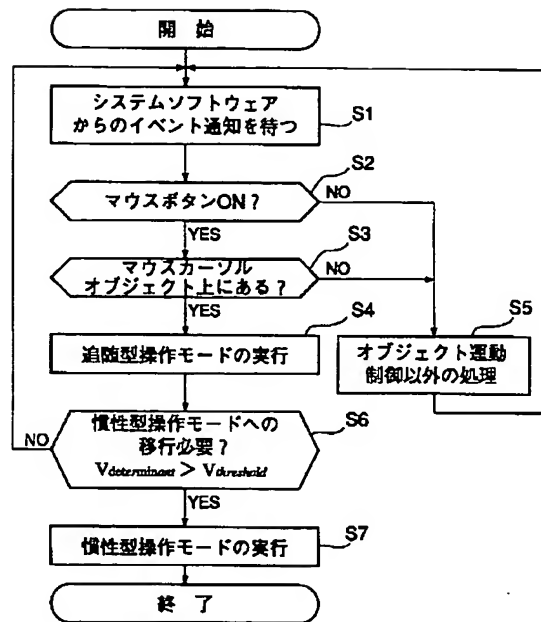 開 始
システムソフトウェア
からのイベント通知を待つ
S1
S2
マウスボタンON?
NO
YES
S3
マウスカーソル
オブジェクト上にある?
NO
YES
S4
追随型操作モードの実行
S5
オブジェクト運動
制御以外の処理
S6
慣性型操作モードへの
移行必要?
Vdeterminant > Vthreshold
NO
YES
S7
慣性型操作モードの実行
終 了